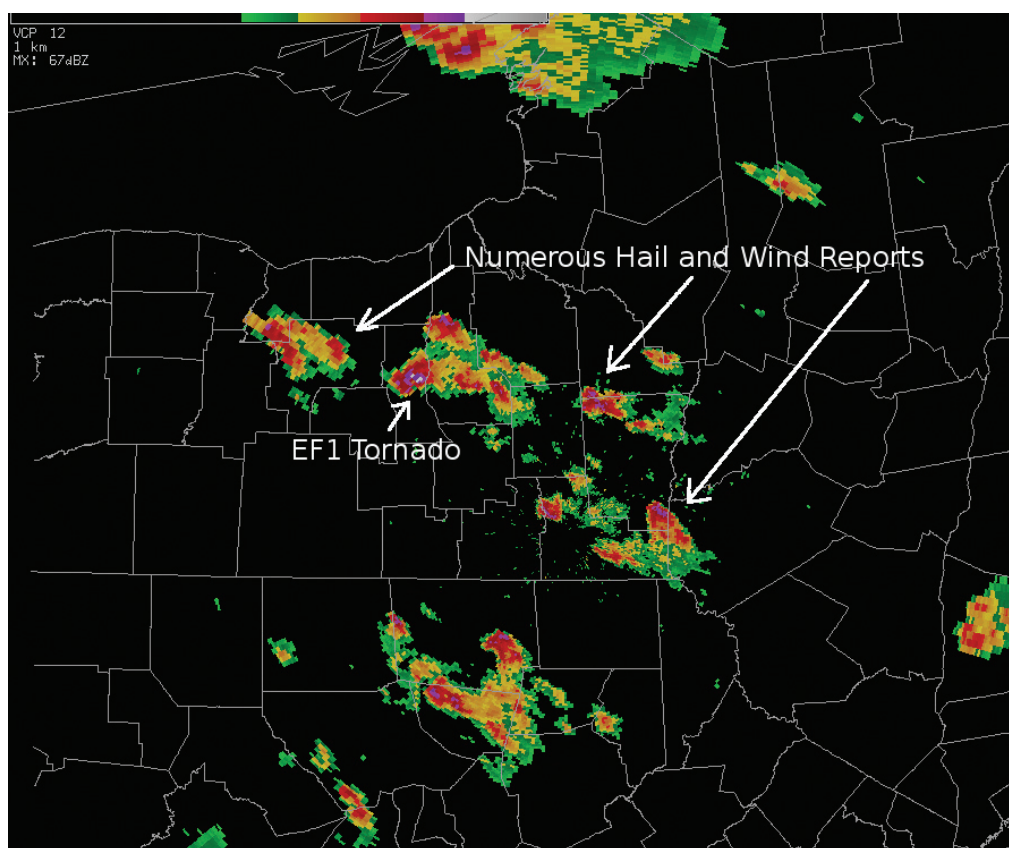 VCP 12
1 km
MX: 67dBZ
Numerous Hail and Wind Reports
EF1 Tornado